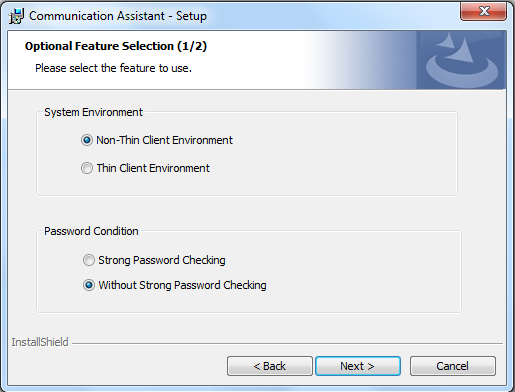 Communication Assistant - Setup
Optional Feature Selection (1/2)
Please select the feature to use.
System Environment
Non-Thin Client Environment
Thin Client Environment
Password Condition
Strong Password Checking
Without Strong Password Checking
InstallShield
< Back Next > Cancel